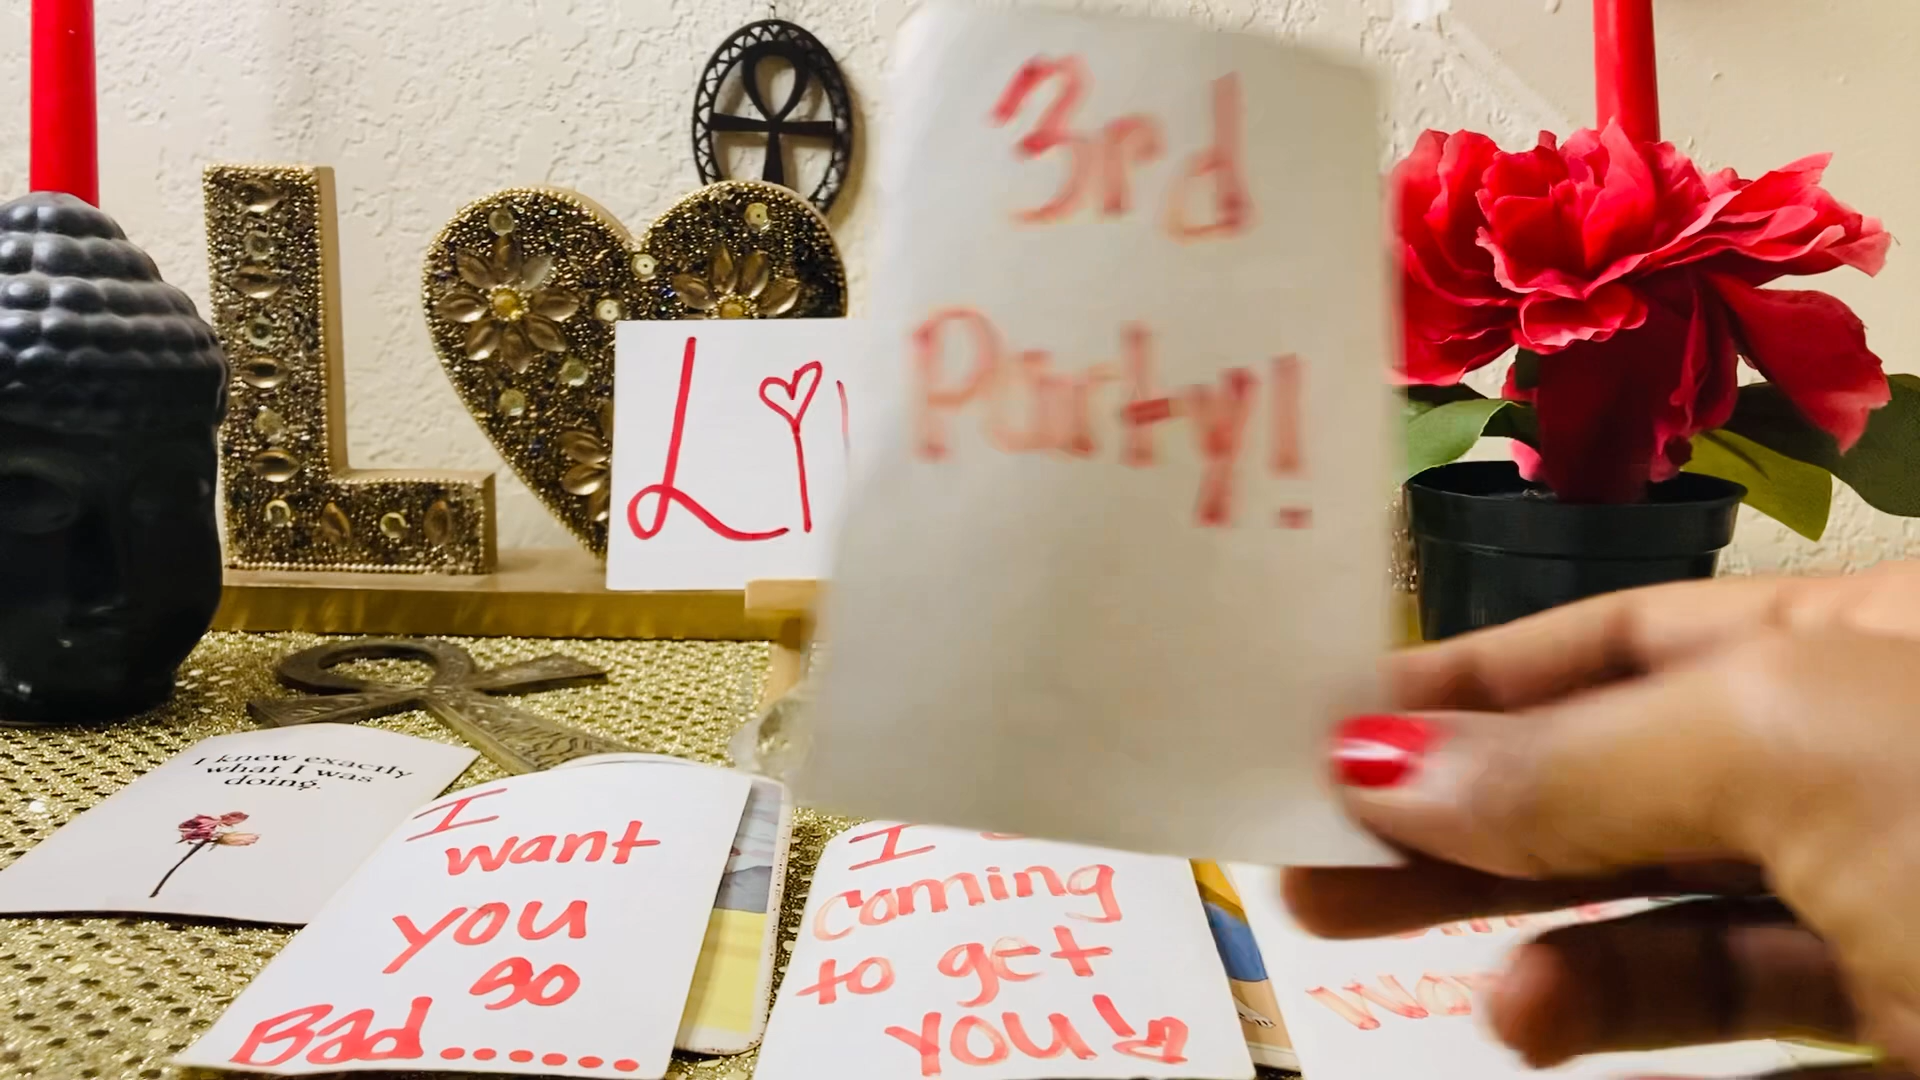 3rd
Party!
L
I knew exactly
what I was
doing.
I
want
you
so
Bad......
I
coming
to get
you!